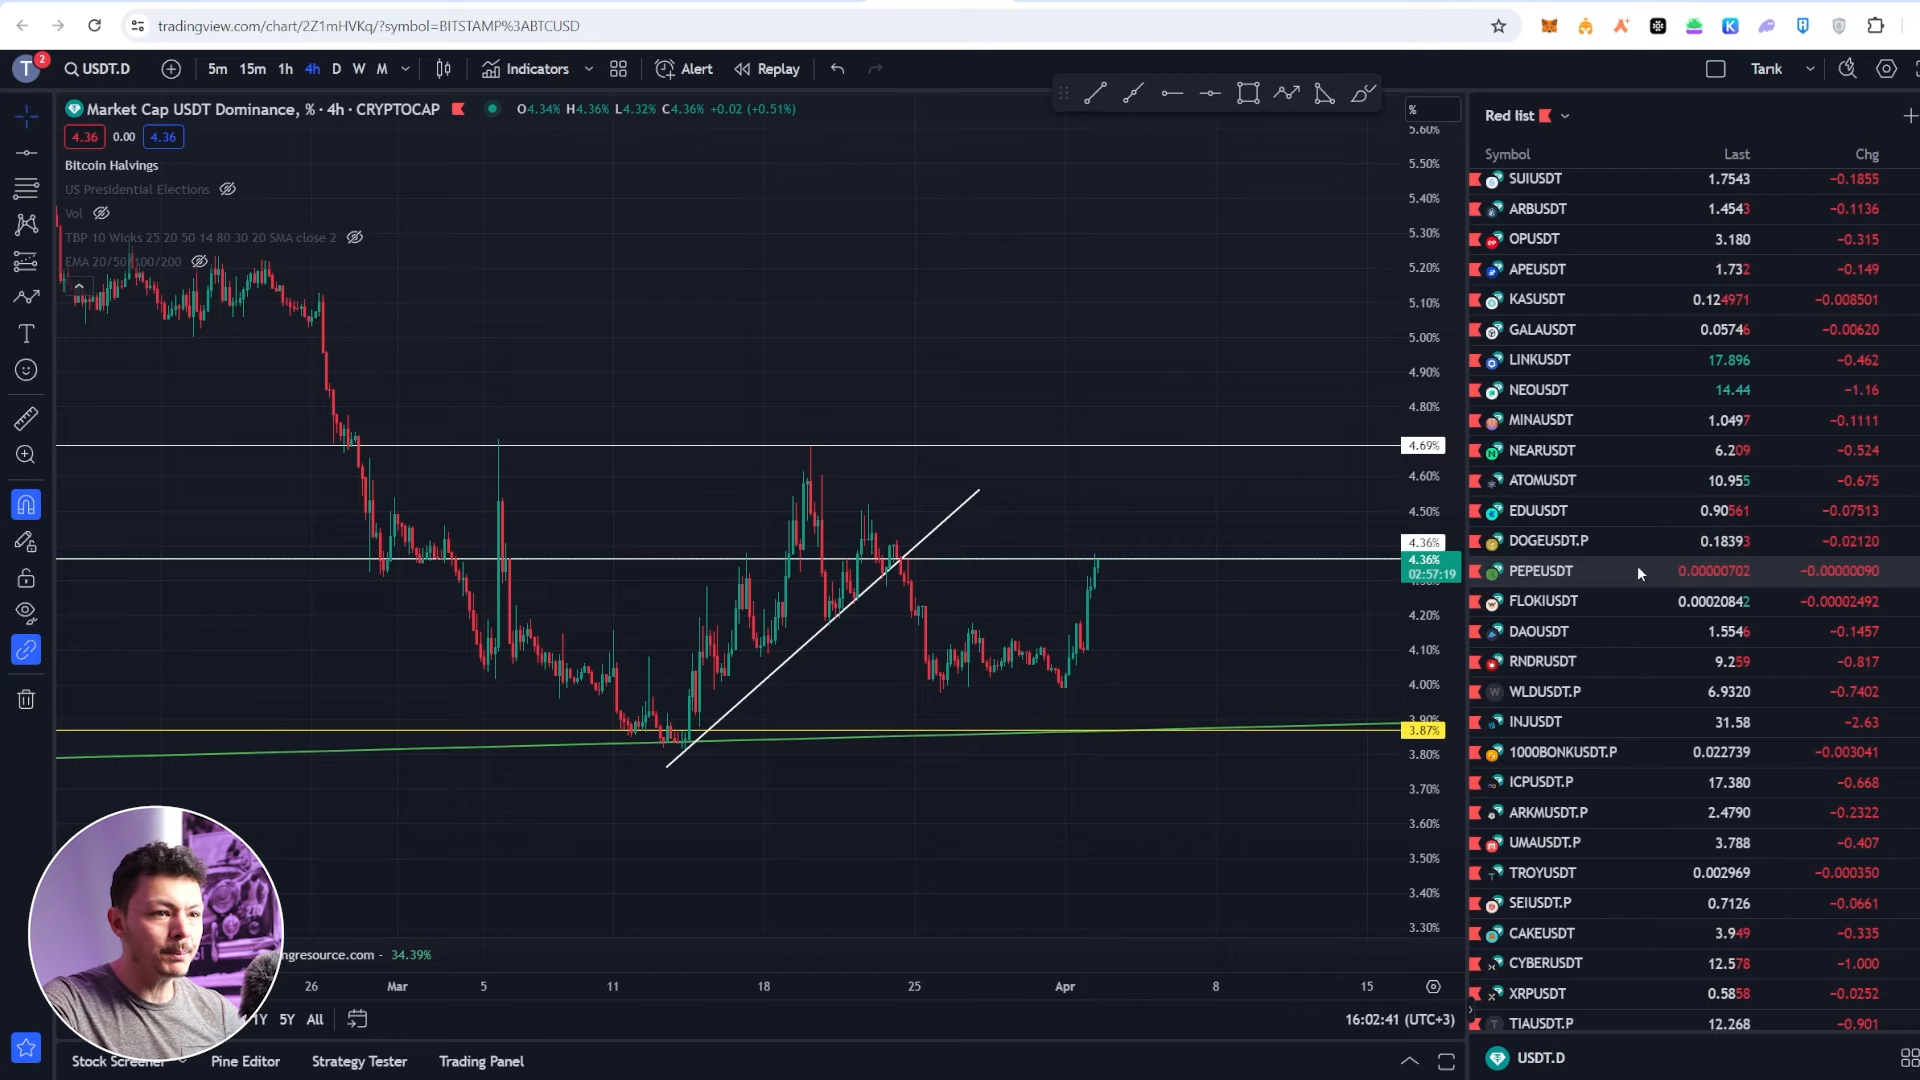 tradingview.com/chart/2Z1mHVKq/?symbol=BITSTAMP%3ABTCUSD
T 2 USDT.D 5m 15m 1h 4h D W M Indicators Alert Replay Tarık
Market Cap USDT Dominance, % · 4h · CRYPTOCAP O4.34% H4.36% L4.32% C4.36% +0.02 (+0.51%)
4.36 0.00 4.36
Bitcoin Halvings
US Presidential Elections
Vol
TBP 10 Wicks 25 20 50 14 80 30 20 SMA close 2
EMA 20/50/100/200
%
5.60%
5.50%
5.40%
5.30%
5.20%
5.10%
5.00%
4.90%
4.80%
4.69%
4.60%
4.50%
4.36%
4.36%
02:57:19
4.20%
4.10%
4.00%
3.90%
3.87%
3.80%
3.70%
3.60%
3.50%
3.40%
3.30%
ngresource.com - 34.39%
26 Mar 5 11 18 25 Apr 8 15
1Y 5Y All 16:02:41 (UTC+3)
Stock Screener Pine Editor Strategy Tester Trading Panel
Red list
Symbol Last Chg
SUIUSDT 1.7543 −0.1855
ARBUSDT 1.4543 −0.1136
OPUSDT 3.180 −0.315
APEUSDT 1.732 −0.149
KASUSDT 0.124971 −0.008501
GALAUSDT 0.05746 −0.00620
LINKUSDT 17.896 −0.462
NEOUSDT 14.44 −1.16
MINAUSDT 1.0497 −0.1111
NEARUSDT 6.209 −0.524
ATOMUSDT 10.955 −0.675
EDUUSDT 0.90561 −0.07513
DOGEUSDT.P 0.18393 −0.02120
PEPEUSDT 0.00000702 −0.00000090
FLOKIUSDT 0.00020842 −0.00002492
DAOUSDT 1.5546 −0.1457
RNDRUSDT 9.259 −0.817
W WLDUSDT.P 6.9320 −0.7402
INJUSDT 31.58 −2.63
1000BONKUSDT.P 0.022739 −0.003041
ICPUSDT.P 17.380 −0.668
ARKMUSDT.P 2.4790 −0.2322
UMAUSDT.P 3.788 −0.407
TROYUSDT 0.002969 −0.000350
SEIUSDT.P 0.7126 −0.0661
CAKEUSDT 3.949 −0.335
CYBERUSDT 12.578 −1.000
XRPUSDT 0.5858 −0.0252
T TIAUSDT.P 12.268 −0.901
USDT.D